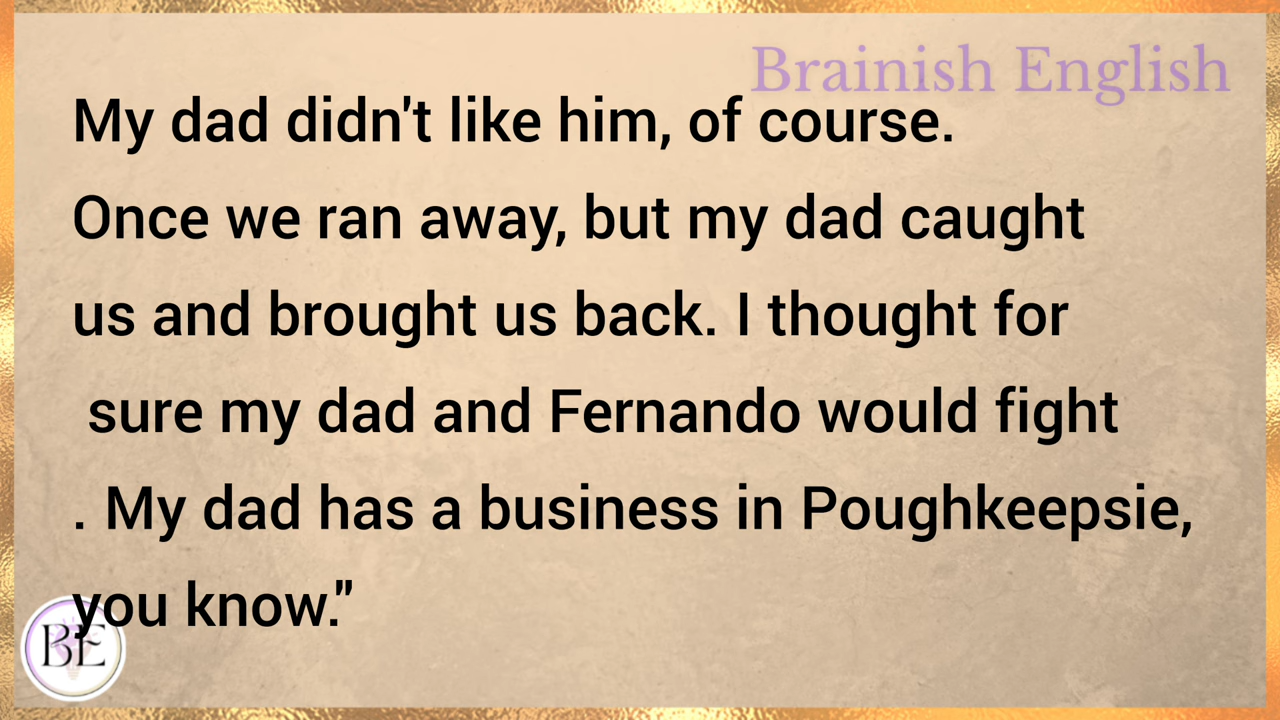 Brainish English
My dad didn't like him, of course.
Once we ran away, but my dad caught
us and brought us back. I thought for
sure my dad and Fernando would fight
. My dad has a business in Poughkeepsie,
you know."
BE